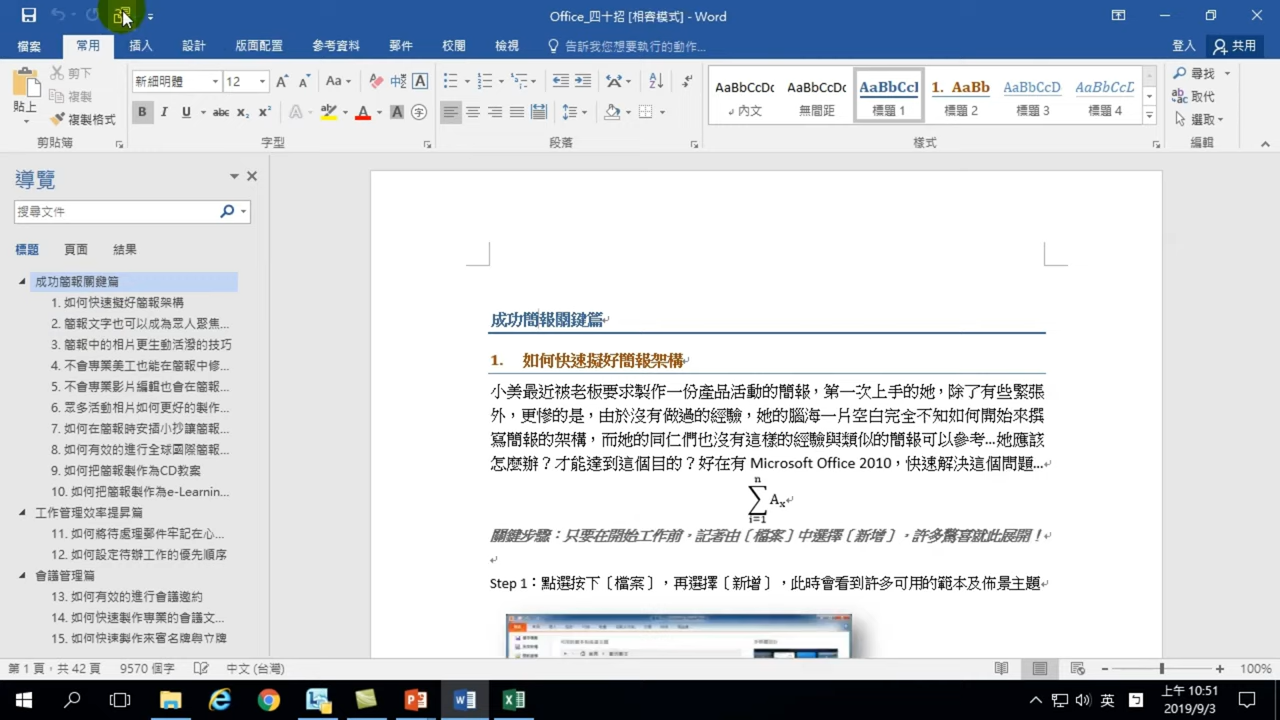 Office_四十招 [相容模式] - Word
檔案 常用 插入 設計 版面配置 參考資料 郵件 校閱 檢視 告訴我您想要執行的動作... 登入 共用
貼上 剪下 複製 複製格式
新細明體 12 Aa
B I U abc X₂ X²
AaBbCcDc AaBbCcDc AaBbCcl 1. AaBb AaBbCcD AaBbCcL
內文 無間距 標題 1 標題 2 標題 3 標題 4
尋找 取代 選取
剪貼簿 字型 段落 樣式 編輯
導覽
搜尋文件
標題 頁面 結果
成功簡報關鍵篇
1. 如何快速擬好簡報架構
2. 簡報文字也可以成為眾人聚焦...
3. 簡報中的相片更生動活潑的技巧
4. 不會專業美工也能在簡報中修...
5. 不會專業影片編輯也會在簡報...
6. 眾多活動相片如何更好的製作...
7. 如何在簡報時安插小抄讓簡報...
8. 如何有效的進行全球國際簡報...
9. 如何把簡報製作為CD教案
10. 如何把簡報製作為e-Learnin...
工作管理效率提昇篇
11. 如何將待處理郵件牢記在心...
12. 如何設定待辦工作的優先順序
會議管理篇
13. 如何有效的進行會議邀約
14. 如何快速製作專業的會議文...
15. 如何快速製作來賓名牌與立牌
成功簡報關鍵篇
1. 如何快速擬好簡報架構
小美最近被老板要求製作一份產品活動的簡報，第一次上手的她，除了有些緊張
外，更慘的是，由於沒有做過的經驗，她的腦海一片空白完全不知如何開始來撰
寫簡報的架構，而她的同仁們也沒有這樣的經驗與類似的簡報可以參考...她應該
怎麼辦？才能達到這個目的？好在有 Microsoft Office 2010，快速解決這個問題...
n
∑ Aₓ
i=1
關鍵步驟：只要在開始工作前，記著由〔檔案〕中選擇〔新增〕，許多驚喜就此展開！
Step 1：點選按下〔檔案〕，再選擇〔新增〕，此時會看到許多可用的範本及佈景主題
第 1 頁，共 42 頁 9570 個字 中文 (台灣) 100%
英 上午 10:51
2019/9/3